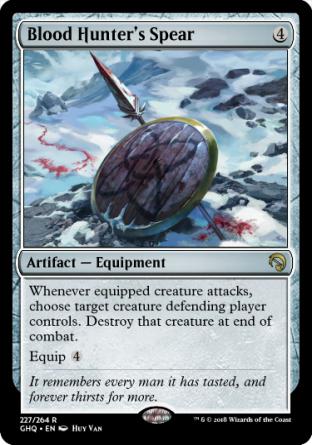 Blood Hunter's Spear 4
Artifact — Equipment
Whenever equipped creature attacks,
choose target creature defending player
controls. Destroy that creature at end of
combat.
Equip 4
It remembers every man it has tasted, and
forever thirsts for more.
227/264 R
GHQ • EN Huy Van
™ & © 2018 Wizards of the Coast